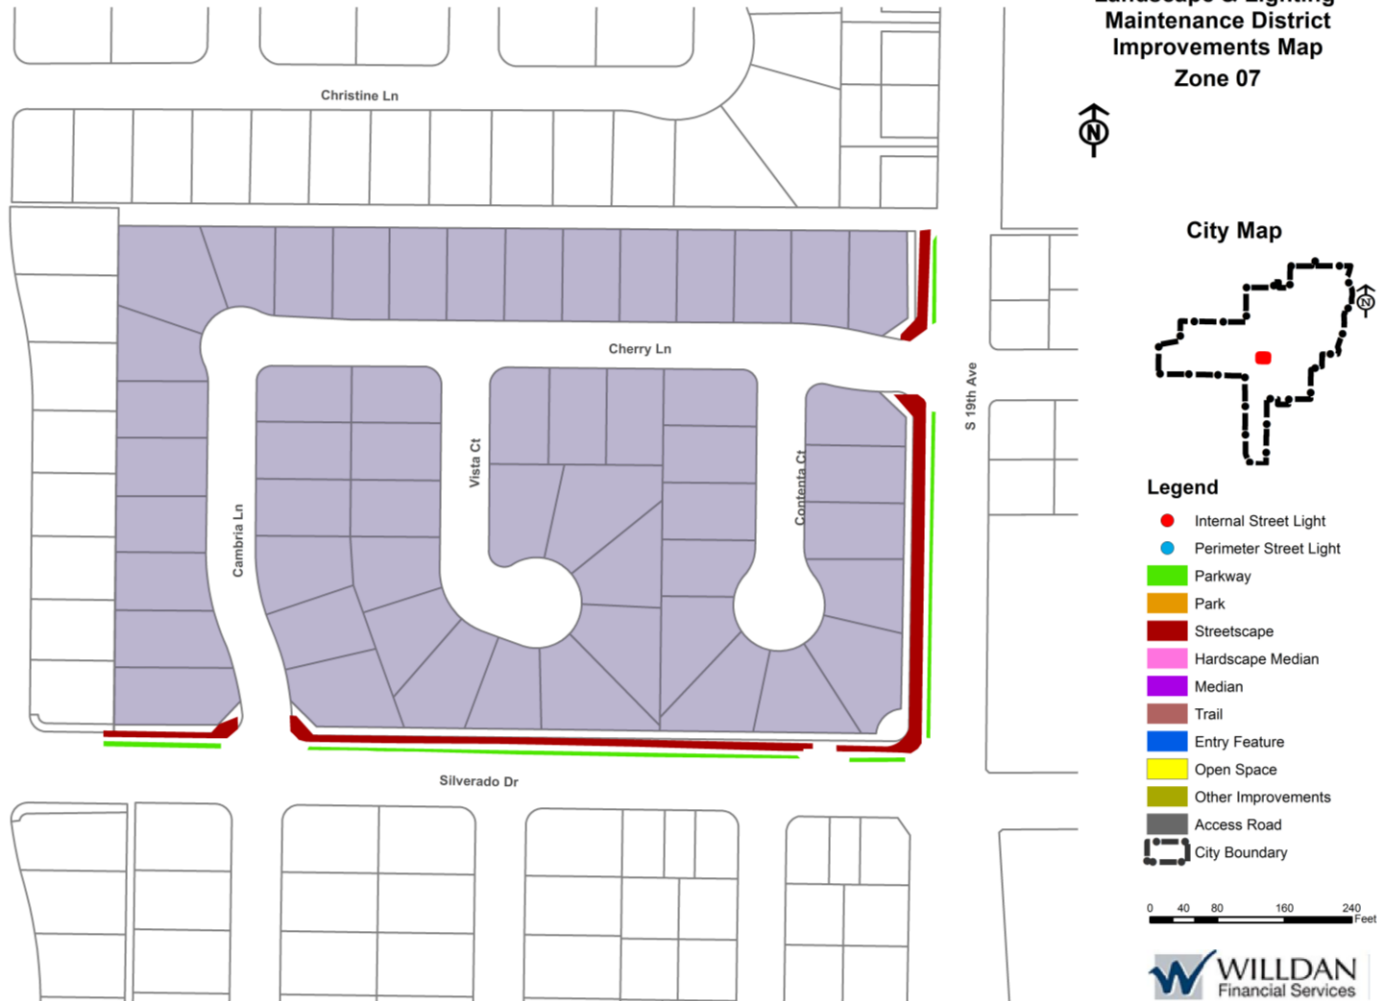 Landscape & Lighting
Maintenance District
Improvements Map
Zone 07
N
Christine Ln
City Map
N
Cherry Ln
S 19th Ave
Vista Ct
Contenta Ct
Cambria Ln
Legend
Internal Street Light
Perimeter Street Light
Parkway
Park
Streetscape
Hardscape Median
Median
Trail
Entry Feature
Open Space
Other Improvements
Access Road
City Boundary
Silverado Dr
0 40 80 160 240
Feet
WILLDAN
Financial Services